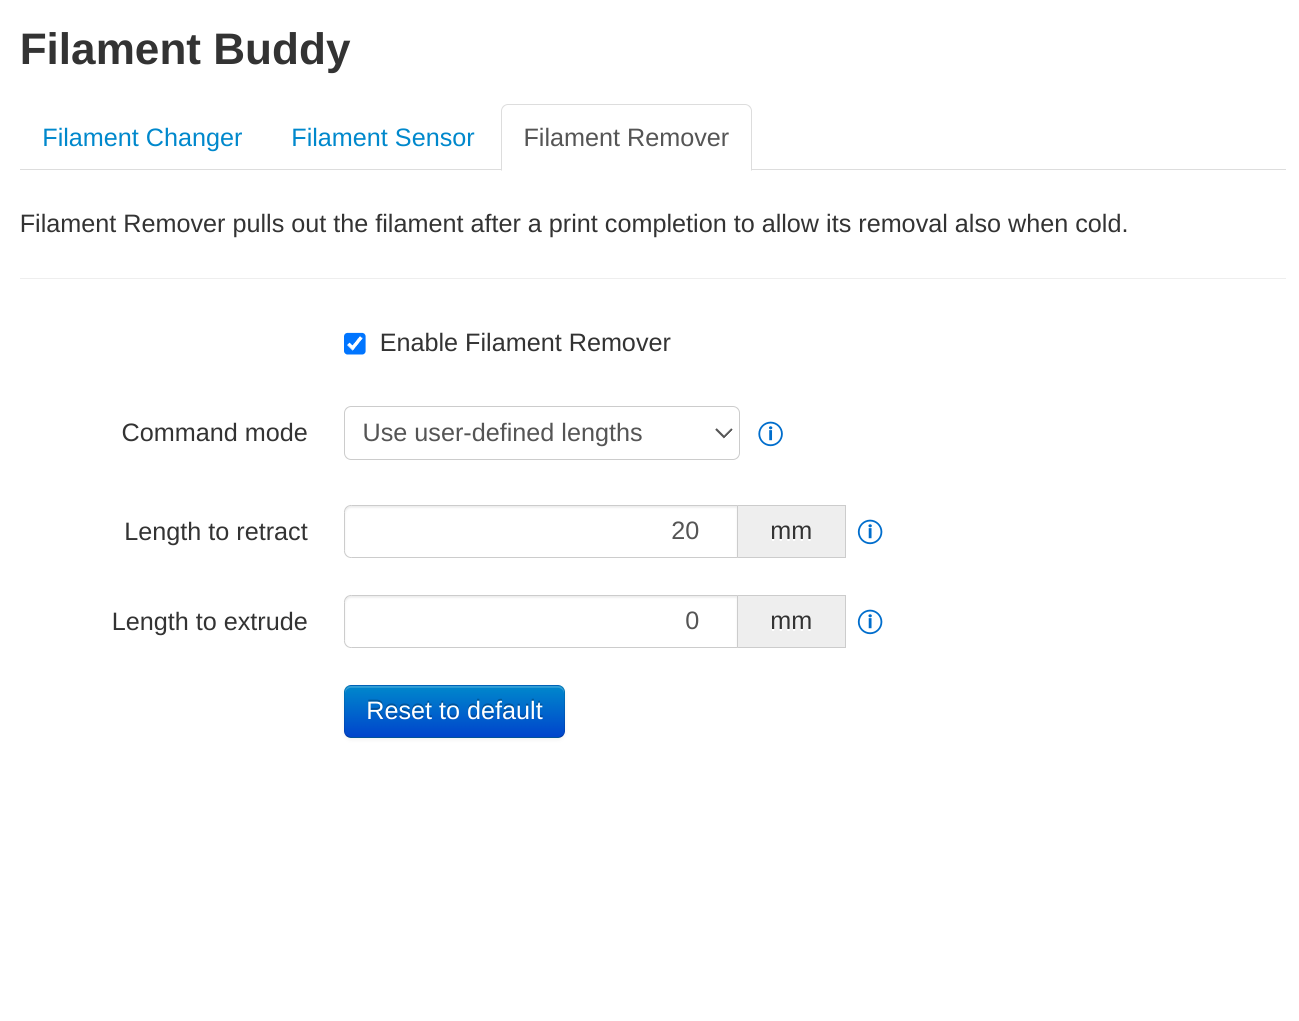 Filament Buddy
Filament Changer Filament Sensor Filament Remover
Filament Remover pulls out the filament after a print completion to allow its removal also when cold.
Enable Filament Remover
Command mode Use user-defined lengths
Length to retract 20 mm
Length to extrude 0 mm
Reset to default